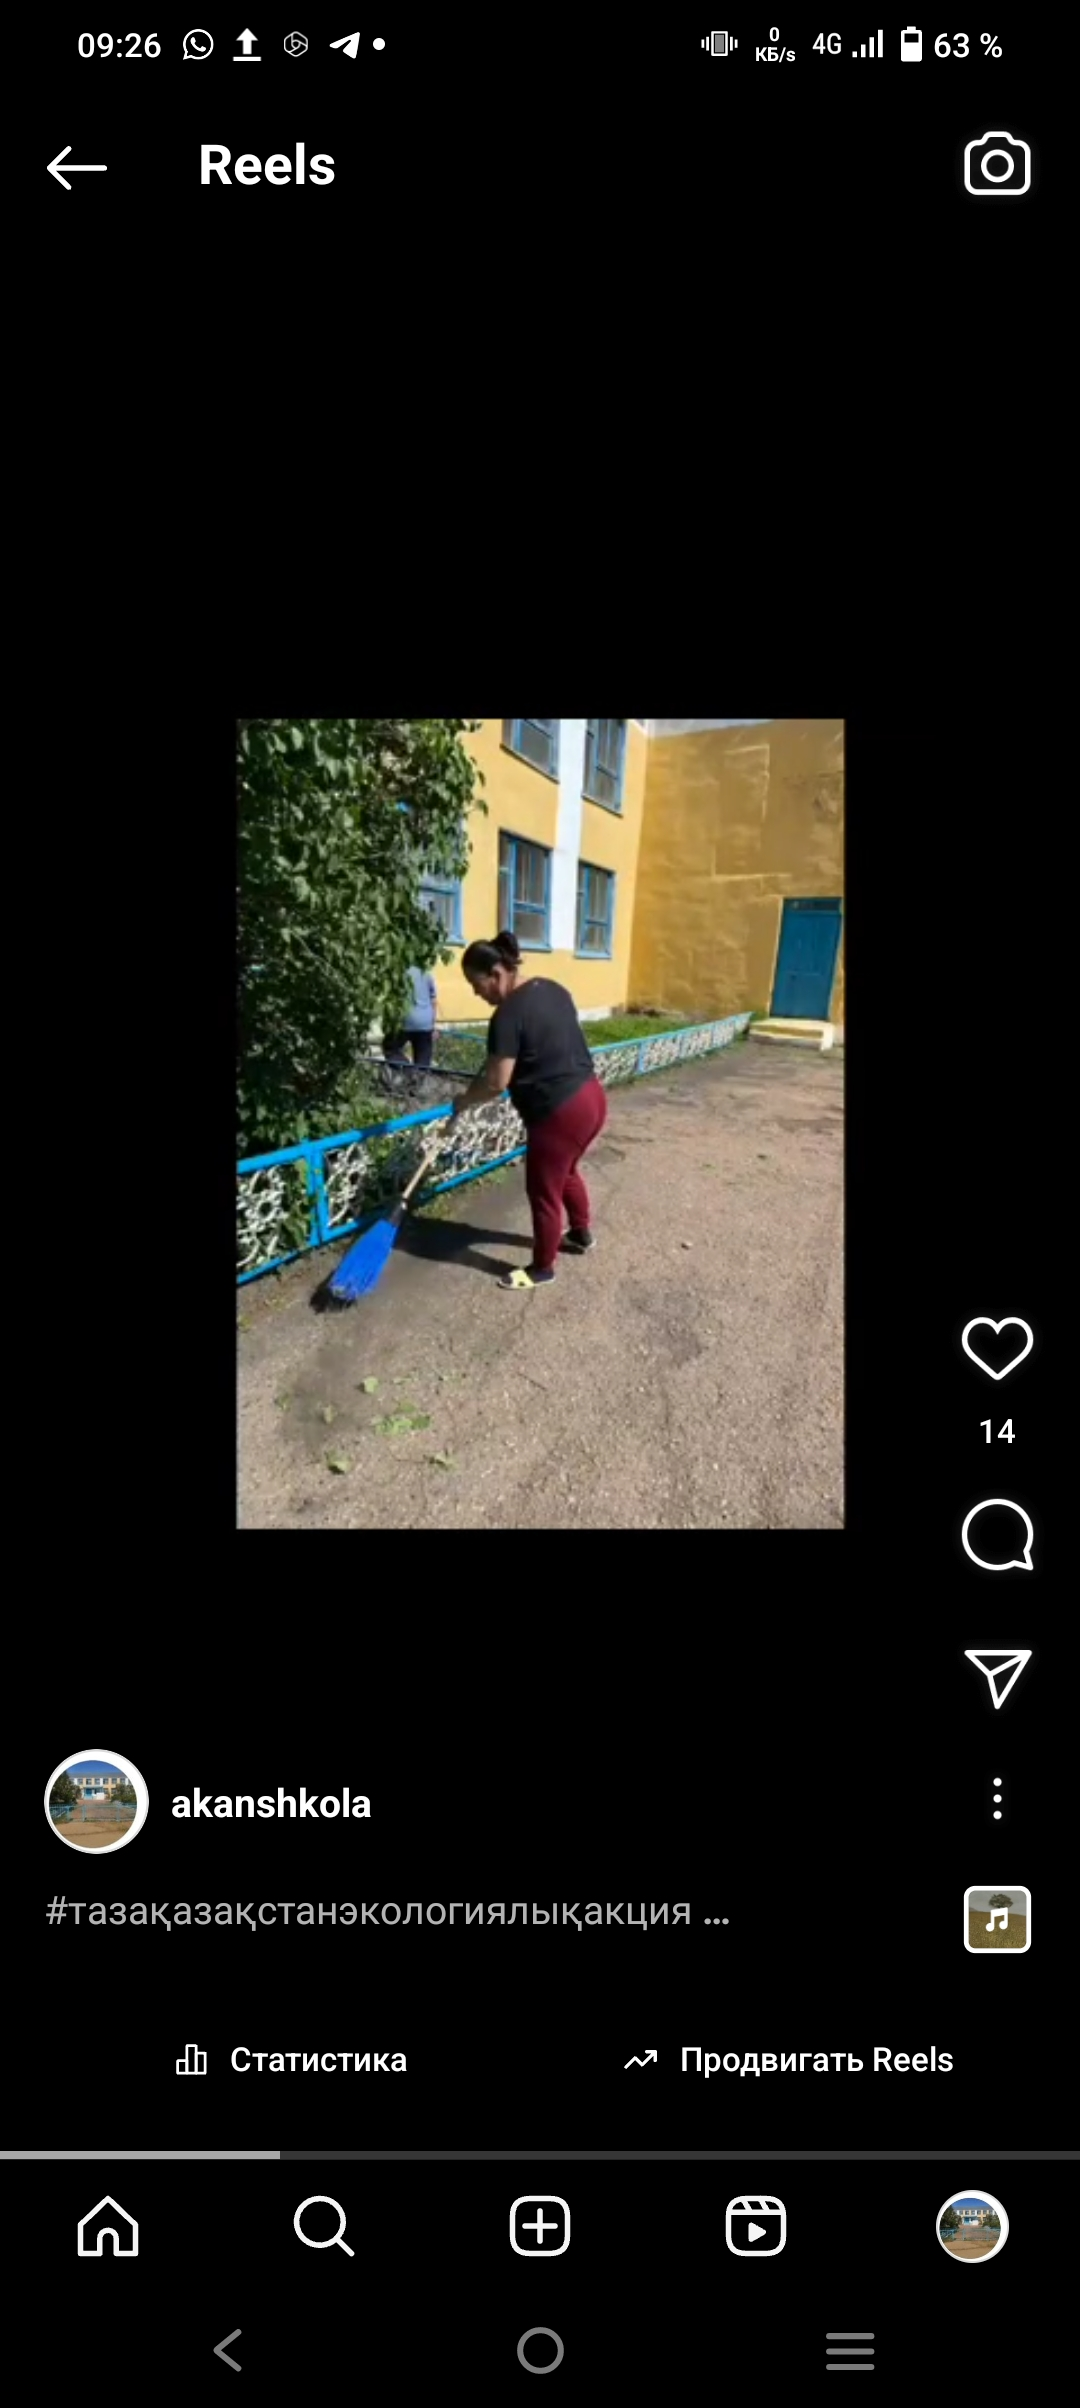 09:26
0
КБ/s
4G
63 %
Reels
14
akanshkola
#тазақазақстанэкологиялықакция ...
Статистика
Продвигать Reels